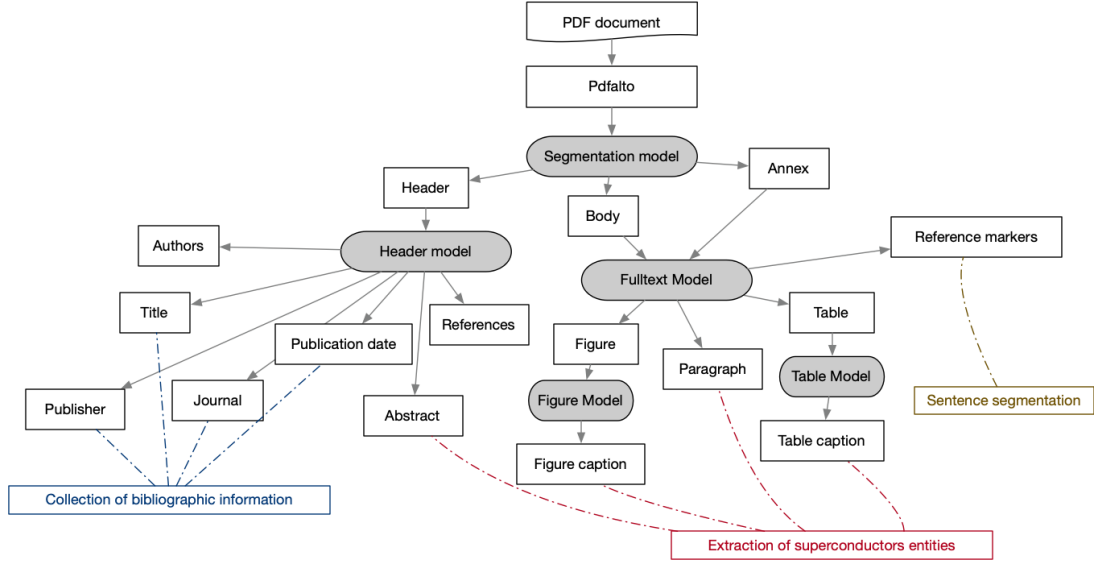 PDF document
Pdfalto
Segmentation model
Annex
Header
Body
Reference markers
Authors
Header model
Fulltext Model
Title
Table
References
Publication date
Figure
Paragraph
Table Model
Publisher
Journal
Figure Model
Sentence segmentation
Abstract
Table caption
Figure caption
Collection of bibliographic information
Extraction of superconductors entities